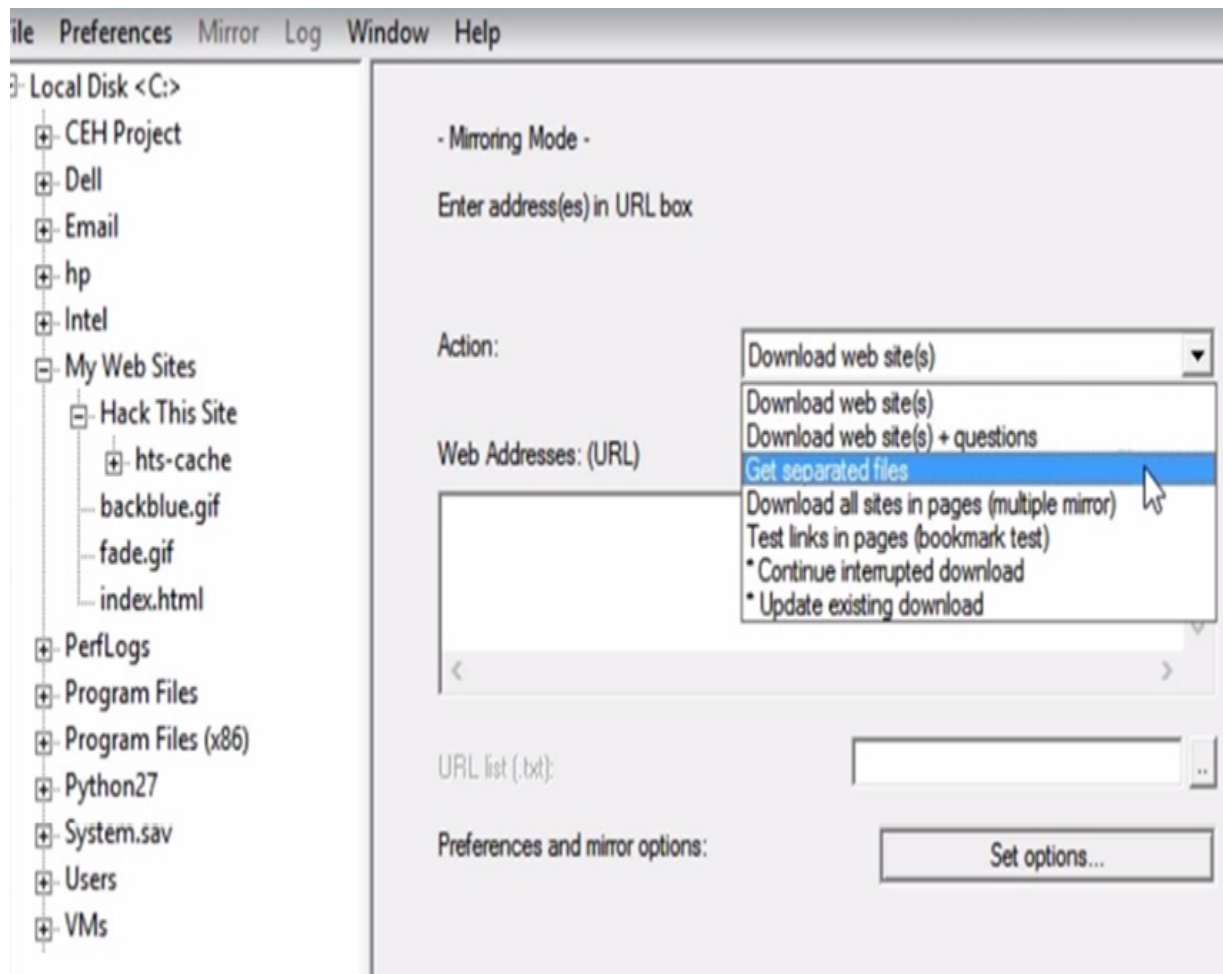 ile Preferences Mirror Log Window Help
Local Disk <C:>
CEH Project
Dell
Email
hp
Intel
My Web Sites
Hack This Site
hts-cache
backblue.gif
fade.gif
index.html
PerfLogs
Program Files
Program Files (x86)
Python27
System.sav
Users
VMs
- Mirroring Mode -
Enter address(es) in URL box
Action:
Download web site(s)
Download web site(s)
Download web site(s) + questions
Get separated files
Download all sites in pages (multiple mirror)
Test links in pages (bookmark test)
* Continue interrupted download
* Update existing download
Web Addresses: (URL)
URL list (.txt):
..
Preferences and mirror options:
Set options...